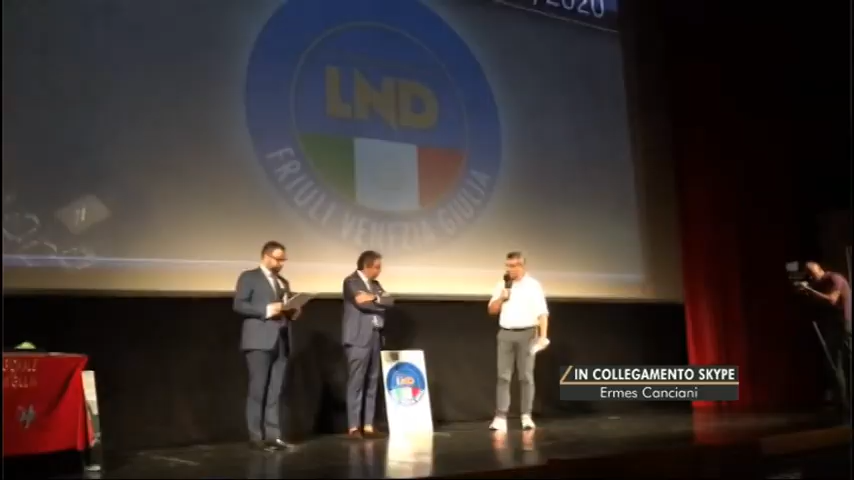 /2020
LND
FRIULI VENEZIA GIULIA
LND
IN COLLEGAMENTO SKYPE
Ermes Canciani